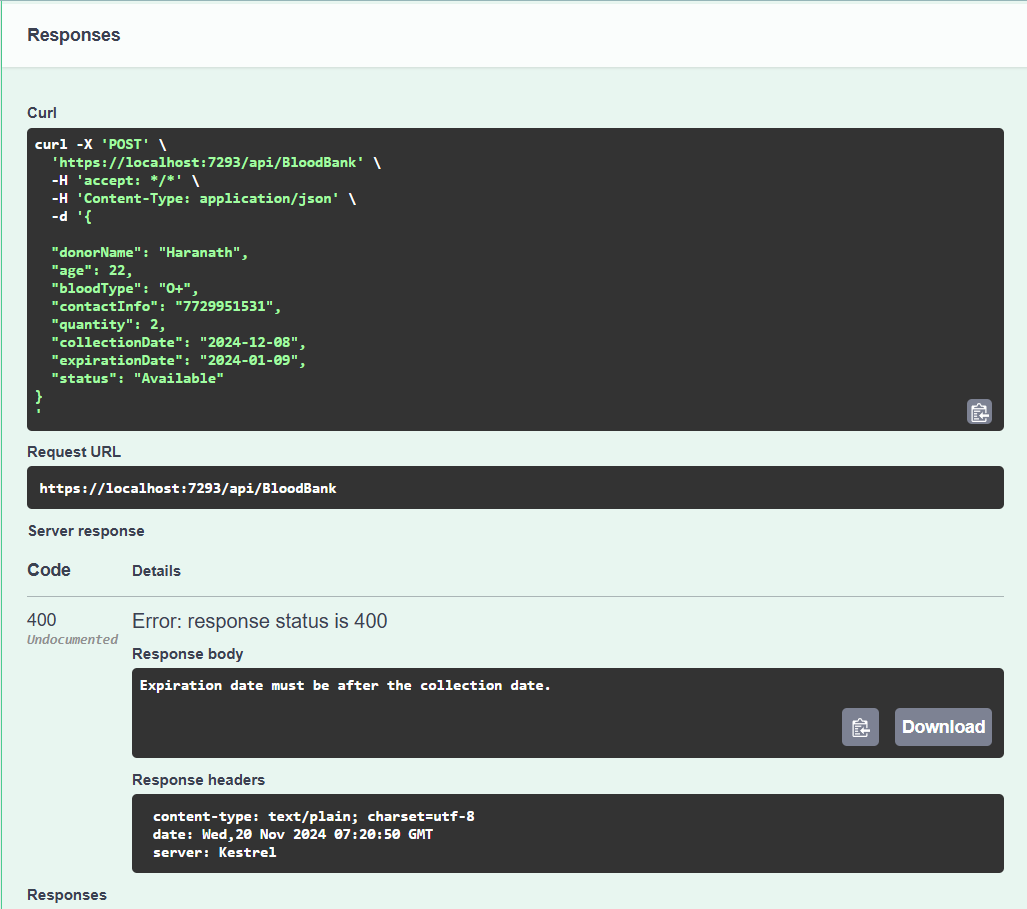 Responses
Curl
curl -X 'POST' \
  'https://localhost:7293/api/BloodBank' \
  -H 'accept: */*' \
  -H 'Content-Type: application/json' \
  -d '{

  "donorName": "Haranath",
  "age": 22,
  "bloodType": "O+",
  "contactInfo": "7729951531",
  "quantity": 2,
  "collectionDate": "2024-12-08",
  "expirationDate": "2024-01-09",
  "status": "Available"
}
'
Request URL
https://localhost:7293/api/BloodBank
Server response
Code Details
400 Error: response status is 400
Undocumented
Response body
Expiration date must be after the collection date.
Download
Response headers
content-type: text/plain; charset=utf-8
date: Wed,20 Nov 2024 07:20:50 GMT
server: Kestrel
Responses